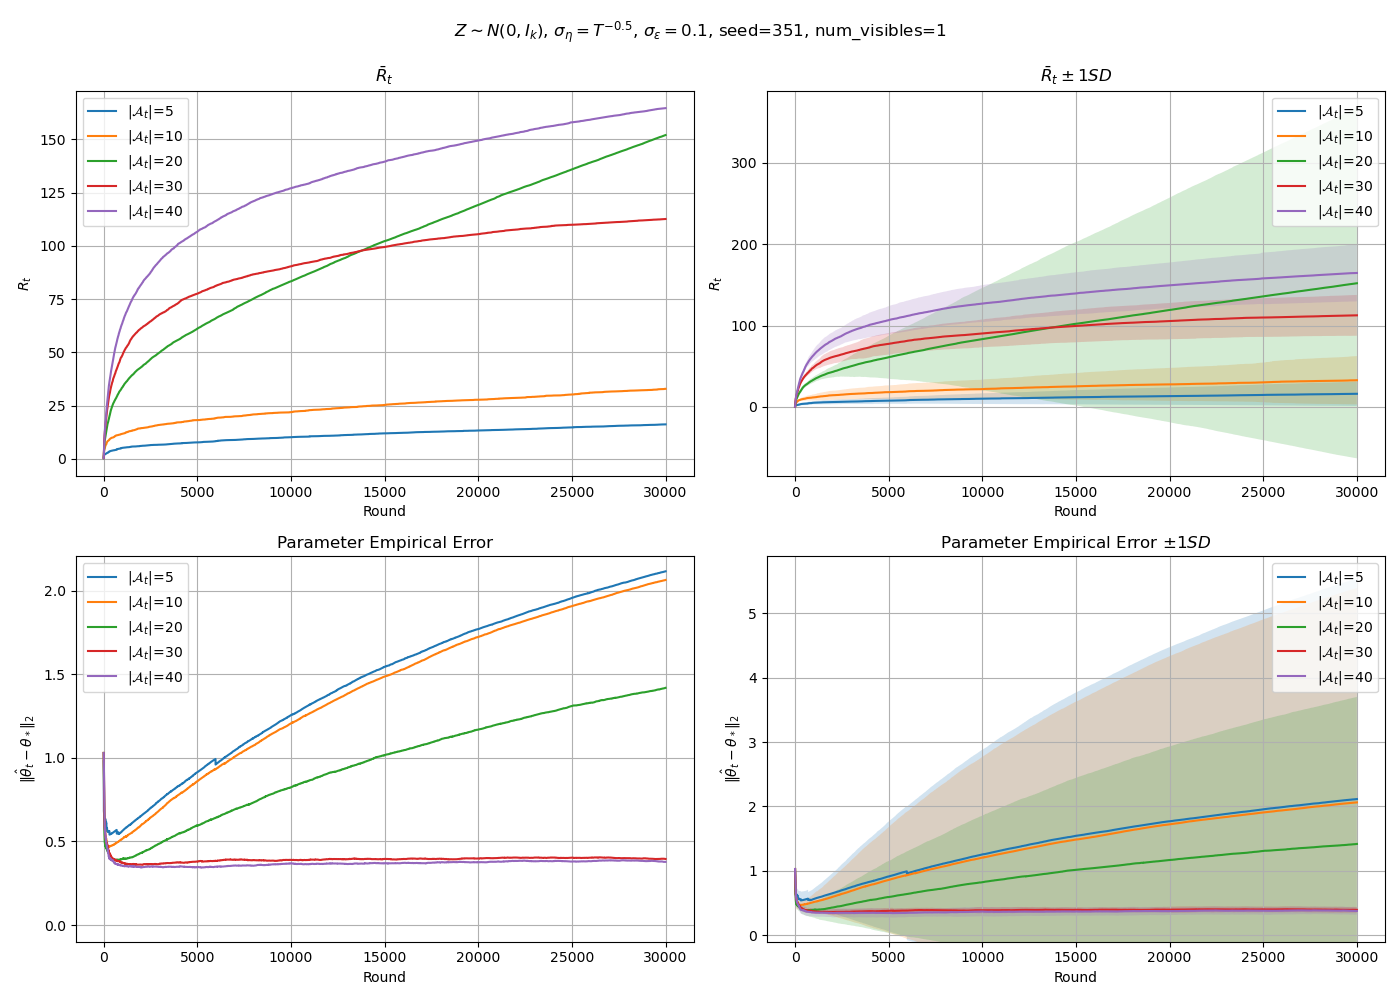 Z ∼ N(0, I_k), σ_η = T^{−0.5}, σ_ε = 0.1, seed=351, num_visibles=1
R̄_t
R_t
150
125
100
75
50
25
0
|𝒜_t|=5
|𝒜_t|=10
|𝒜_t|=20
|𝒜_t|=30
|𝒜_t|=40
0 5000 10000 15000 20000 25000 30000
Round
R̄_t ± 1SD
R_t
300
200
100
0
|𝒜_t|=5
|𝒜_t|=10
|𝒜_t|=20
|𝒜_t|=30
|𝒜_t|=40
0 5000 10000 15000 20000 25000 30000
Round
Parameter Empirical Error
‖θ̂_t − θ_*‖_2
2.0
1.5
1.0
0.5
0.0
|𝒜_t|=5
|𝒜_t|=10
|𝒜_t|=20
|𝒜_t|=30
|𝒜_t|=40
0 5000 10000 15000 20000 25000 30000
Round
Parameter Empirical Error ±1SD
‖θ̂_t − θ_*‖_2
5
4
3
2
1
0
|𝒜_t|=5
|𝒜_t|=10
|𝒜_t|=20
|𝒜_t|=30
|𝒜_t|=40
0 5000 10000 15000 20000 25000 30000
Round